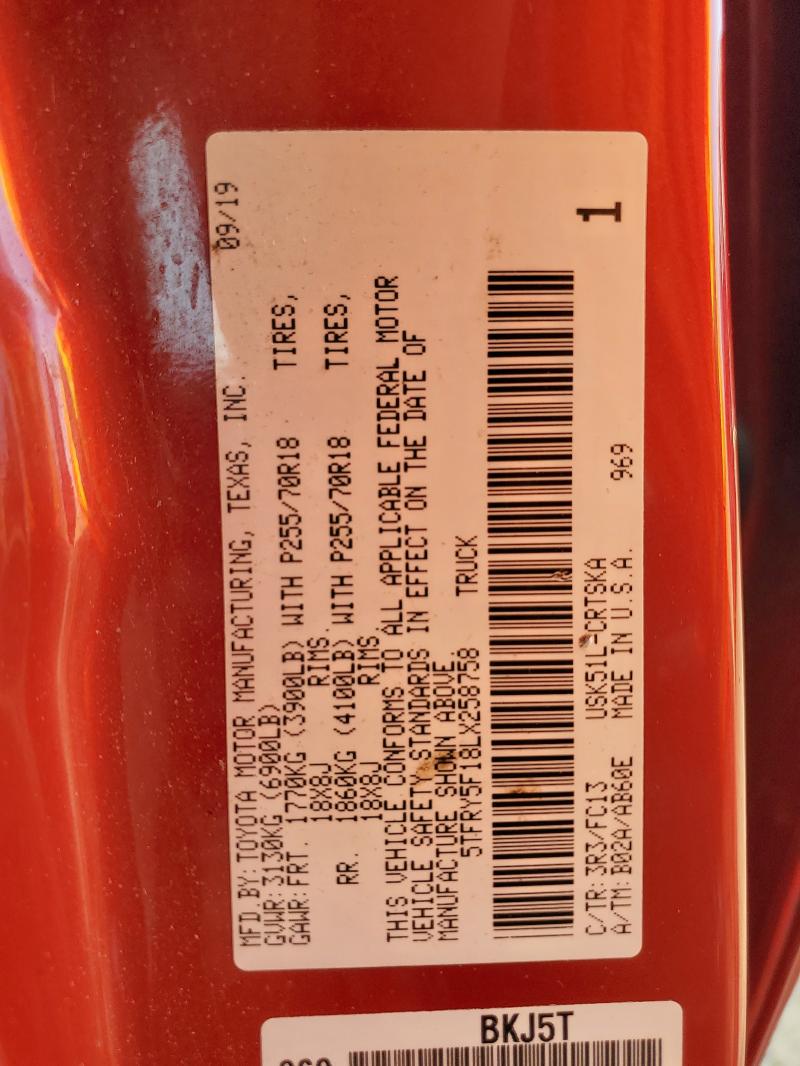 MFD.BY:TOYOTA MOTOR MANUFACTURING, TEXAS, INC. 09/19
GVWR:3130KG (6900LB)
GAWR:FRT. 1770KG (3900LB) WITH P255/70R18 TIRES,
18X8J RIMS,
RR. 1860KG (4100LB) WITH P255/70R18 TIRES,
18X8J RIMS,
THIS VEHICLE CONFORMS TO ALL APPLICABLE FEDERAL MOTOR
VEHICLE SAFETY STANDARDS IN EFFECT ON THE DATE OF
MANUFACTURE SHOWN ABOVE
5TFRY5F18LX258758 TRUCK
C/TR:3R3/FC13 USK51L-CRTSKA 1
A/TM:B02A/AB60E MADE IN U.S.A. 969
BKJ5T